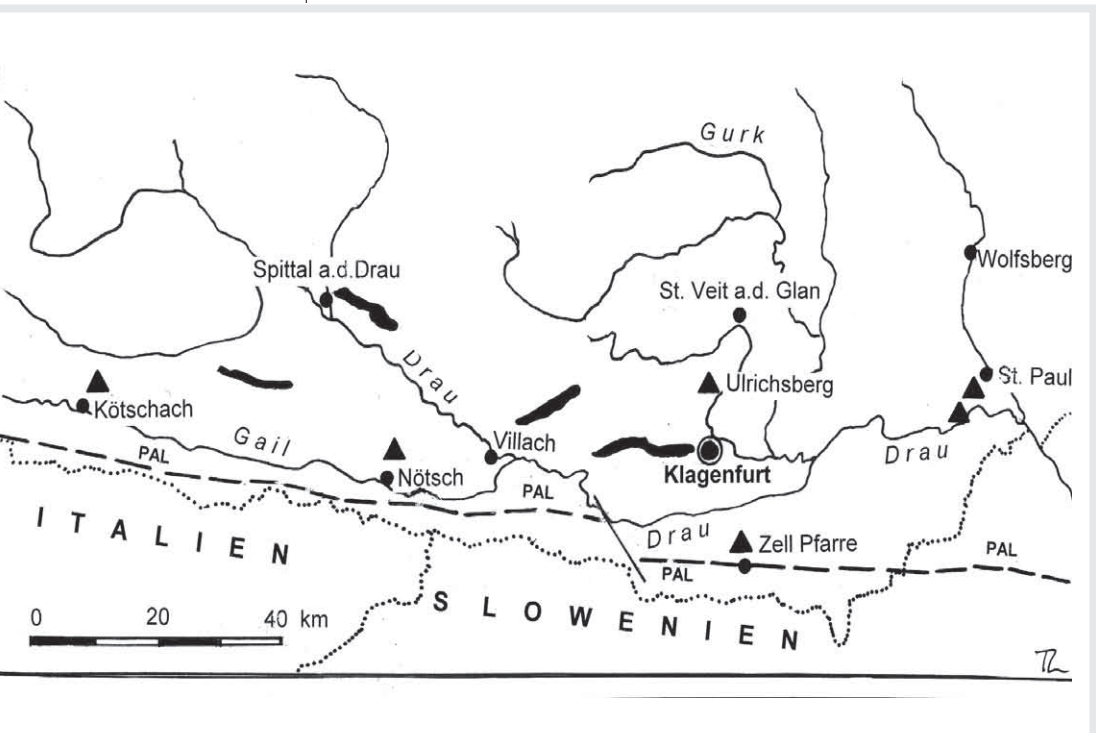 Gurk
Spittal a.d.Drau
Wolfsberg
St. Veit a.d. Glan
Drau
Ulrichsberg
St. Paul
Kötschach
Gail
Villach
Drau
PAL
Nötsch
Klagenfurt
PAL
Drau
Zell Pfarre
PAL
PAL
ITALIEN
SLOWENIEN
0 20 40 km